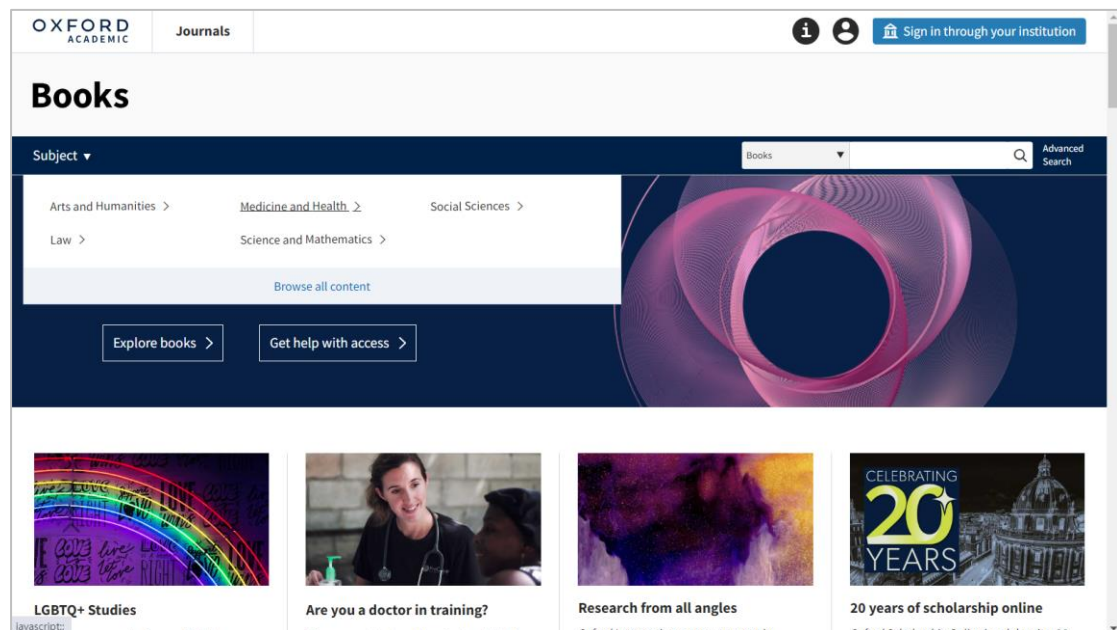 OXFORD
ACADEMIC
Journals
i
Sign in through your institution
Books
Subject ▾
Books ▼
Advanced
Search
Arts and Humanities >
Medicine and Health >
Social Sciences >
Law >
Science and Mathematics >
Browse all content
Explore books >
Get help with access >
CELEBRATING
20
YEARS
LGBTQ+ Studies
Are you a doctor in training?
Research from all angles
20 years of scholarship online
javascript:;